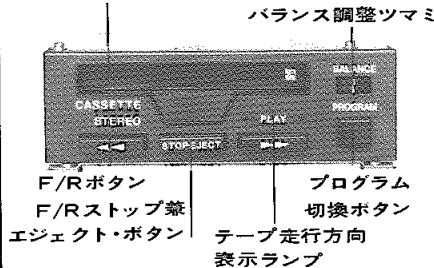 バランス調整ツマミ
BALANCE
CASSETTE
STEREO
PROGRAM
PLAY
STOP·EJECT
F/Rボタン
F/Rストップ兼
エジェクト・ボタン
プログラム
切換ボタン
テープ走行方向
表示ランプ